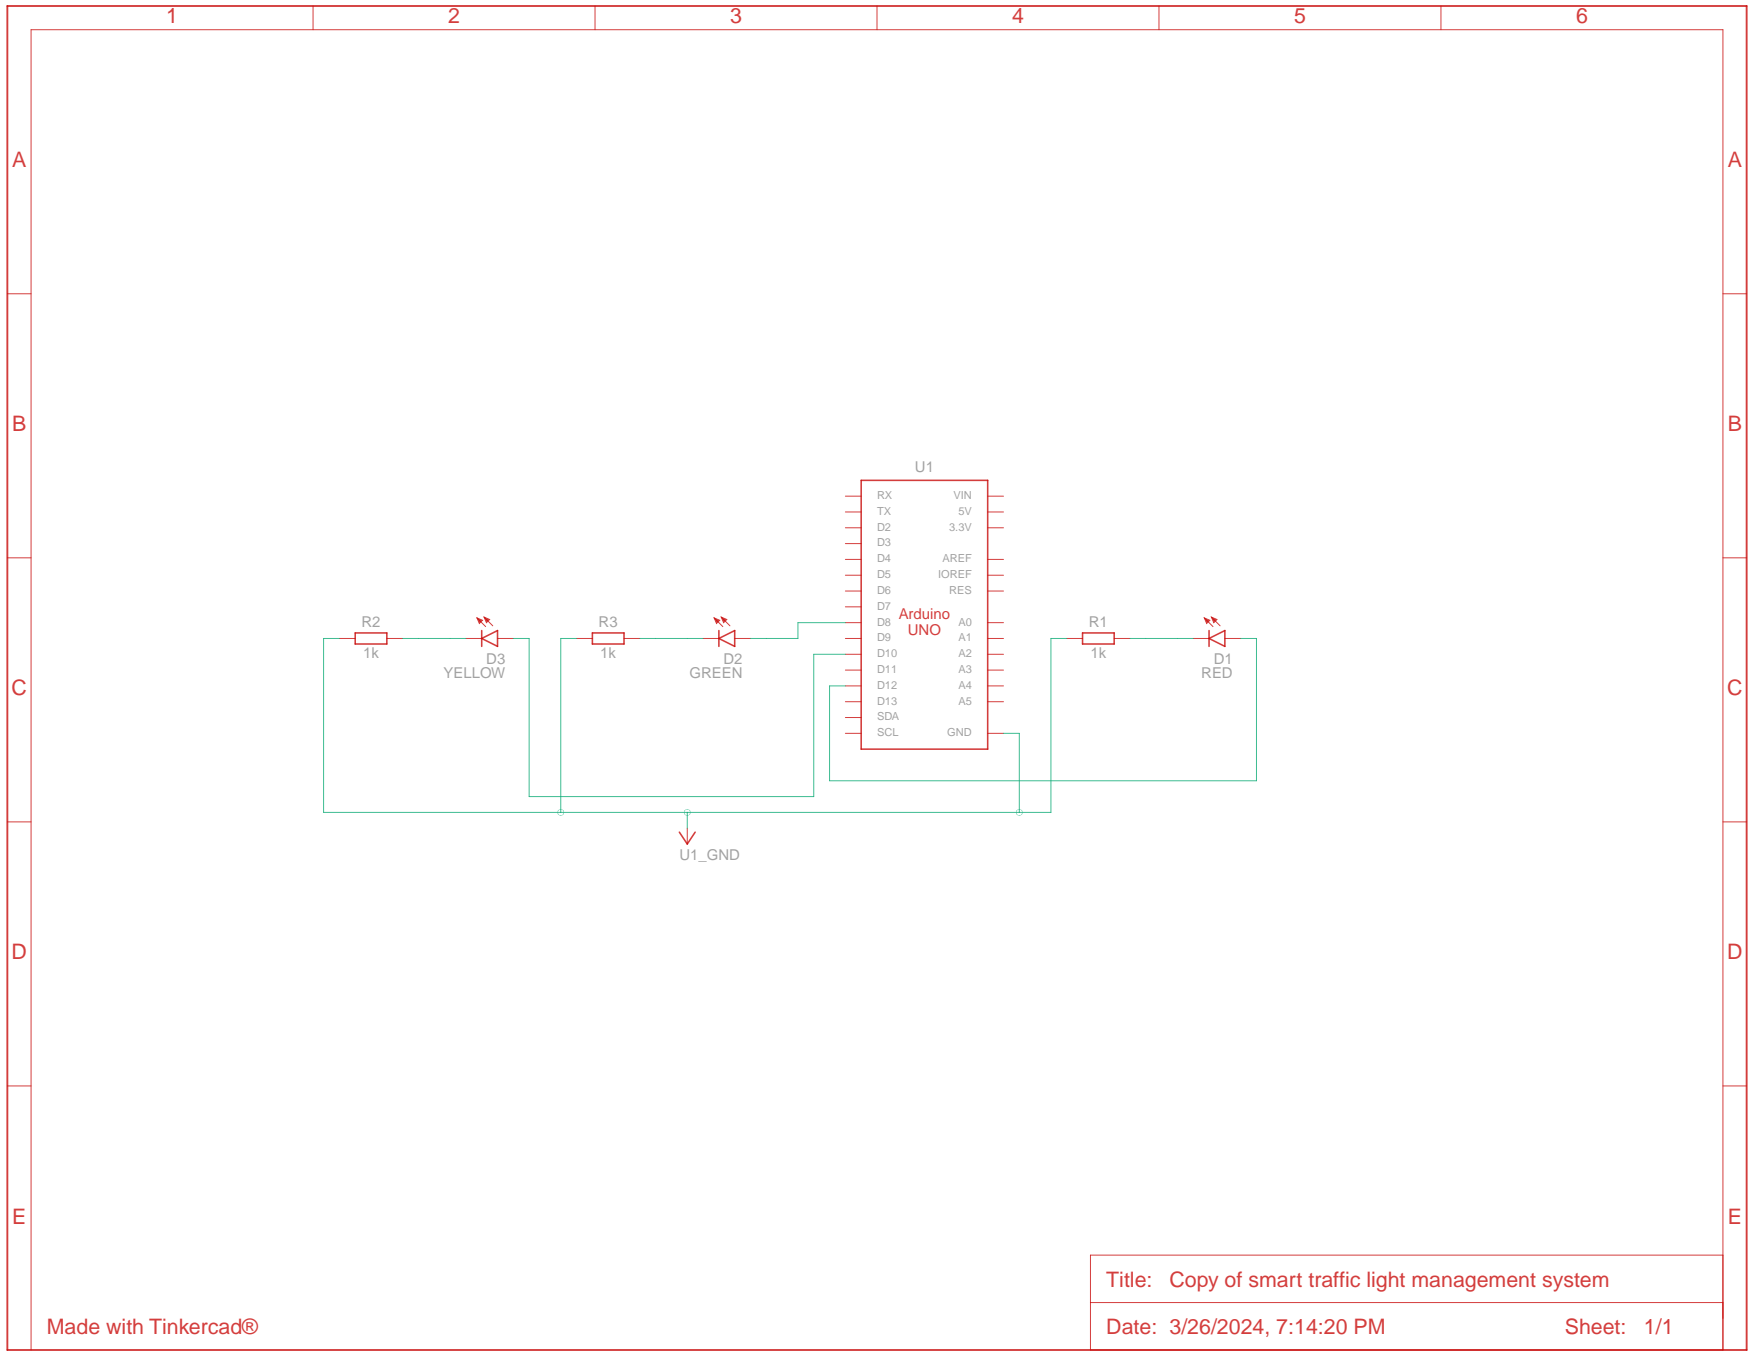 1 2 3 4 5 6
A A
B B
U1
RX VIN
TX 5V
D2 3.3V
D3
D4 AREF
D5 IOREF
D6 RES
D7
Arduino
UNO
D8 A0
D9 A1
D10 A2
D11 A3
D12 A4
D13 A5
SDA
SCL GND
R2
1k
D3
YELLOW
R3
1k
D2
GREEN
R1
1k
D1
RED
C C
U1_GND
D D
E E
Title: Copy of smart traffic light management system
Made with Tinkercad®
Date: 3/26/2024, 7:14:20 PM Sheet: 1/1